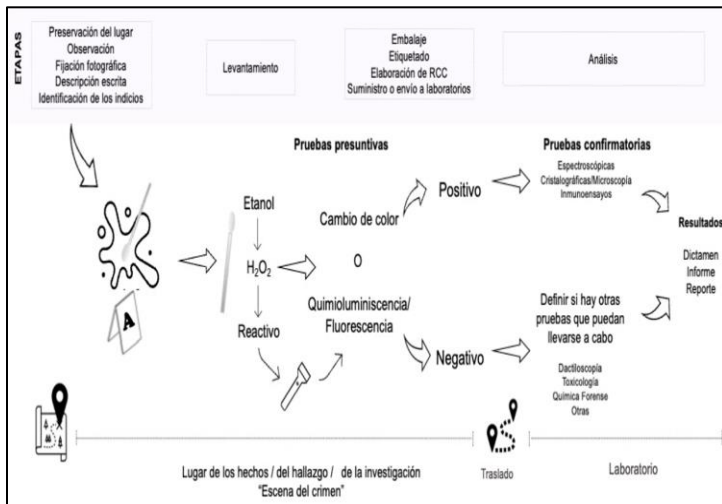 ETAPAS
Preservación del lugar
Observación
Fijación fotográfica
Descripción escrita
Identificación de los indicios
Levantamiento
Embalaje
Etiquetado
Elaboración de RCC
Suministro o envío a laboratorios
Análisis
Pruebas presuntivas
Pruebas confirmatorias
Etanol
H₂O₂
Reactivo
Cambio de color
O
Quimioluminiscencia/
Fluorescencia
Positivo
Negativo
Espectroscópicas
Cristalográficas/Microscopía
Inmunoensayos
Definir si hay otras
pruebas que puedan
llevarse a cabo
Dactiloscopía
Toxicología
Química Forense
Otras
Resultados
Dictamen
Informe
Reporte
A
Lugar de los hechos / del hallazgo / de la investigación
“Escena del crimen”
Traslado
Laboratorio